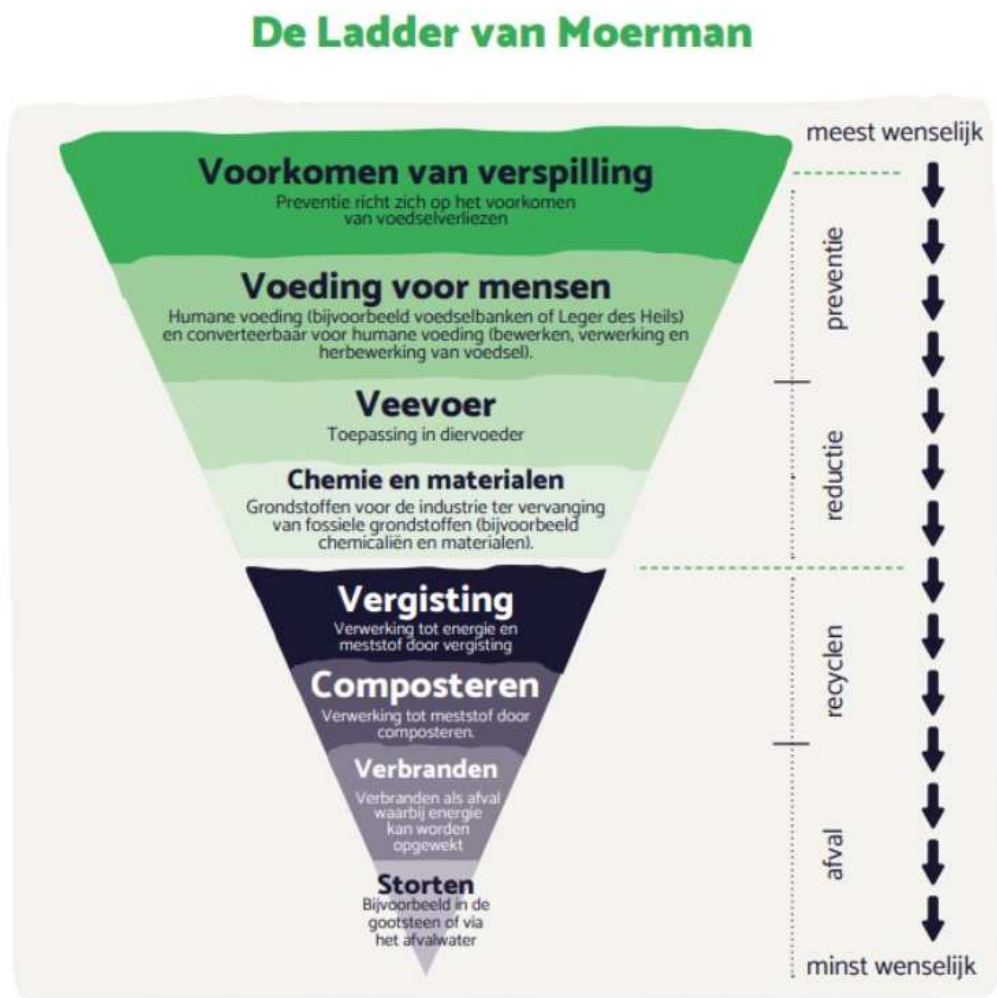 De Ladder van Moerman
meest wenselijk
Voorkomen van verspilling
Preventie richt zich op het voorkomen
van voedselverliezen
Voeding voor mensen
Humane voeding (bijvoorbeeld voedselbanken of Leger des Heils)
en converteerbaar voor humane voeding (bewerken, verwerking en
herbewerking van voedsel).
preventie
Veevoer
Toepassing in diervoeder
Chemie en materialen
Grondstoffen voor de industrie ter vervanging
van fossiele grondstoffen (bijvoorbeeld
chemicaliën en materialen).
reductie
Vergisting
Verwerking tot energie en
meststof door vergisting
Composteren
Verwerking tot meststof door
composteren.
recyclen
Verbranden
Verbranden als afval
waarbij energie
kan worden
opgewekt
Storten
Bijvoorbeeld in de
gootsteen of via
het afvalwater
afval
minst wenselijk